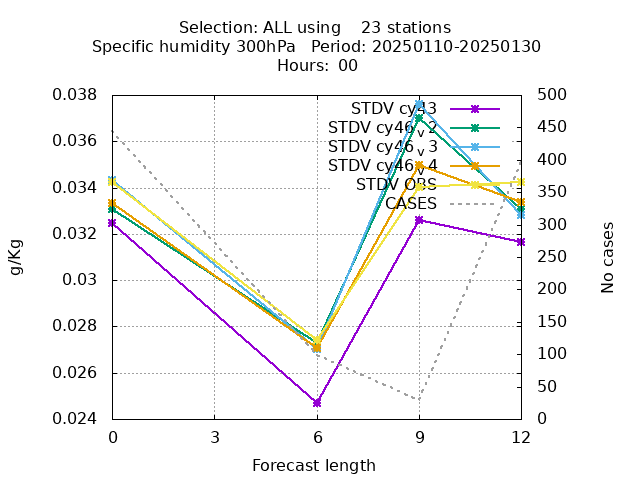 Selection: ALL using 23 stations
Specific humidity 300hPa Period: 20250110-20250130
Hours: 00
0.038
0.036
0.034
0.032
0.03
0.028
0.026
0.024
g/Kg
500
450
400
350
300
250
200
150
100
50
0
No cases
STDV cy43
STDV cy46v2
STDV cy46v3
STDV cy46v4
STDV OBS
CASES
0 3 6 9 12
Forecast length